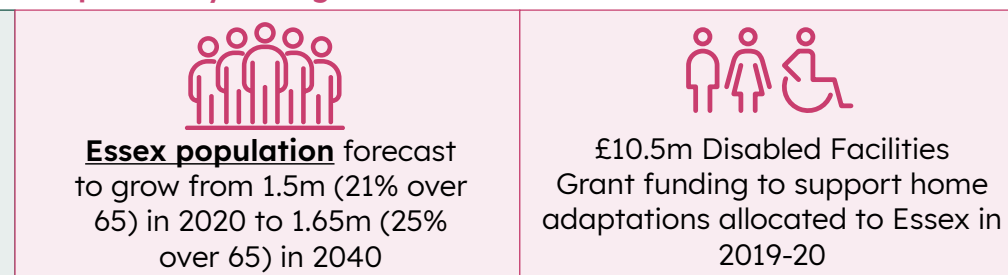 Essex population forecast
to grow from 1.5m (21% over
65) in 2020 to 1.65m (25%
over 65) in 2040
£10.5m Disabled Facilities
Grant funding to support home
adaptations allocated to Essex in
2019-20